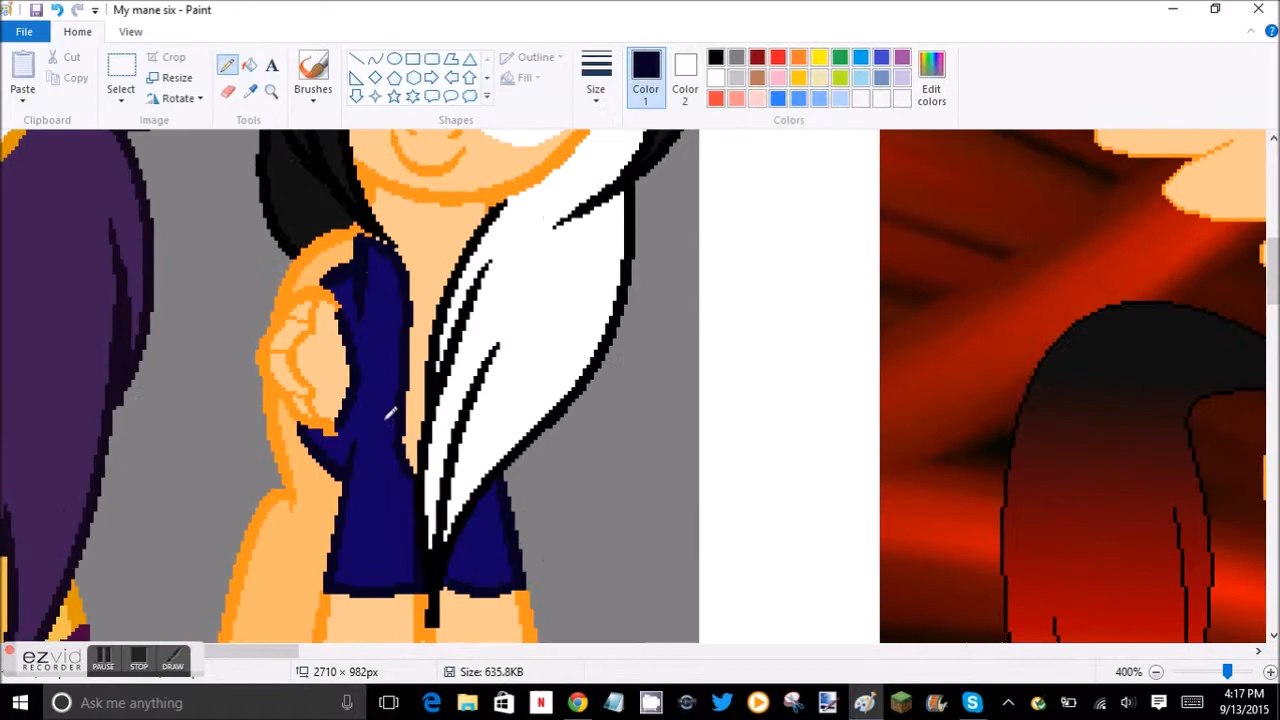 My mane six - Paint
File Home View
Paste
Cut
Copy
Clipboard
Select
Crop
Resize
Rotate
Image
Tools
Brushes
Shapes
Outline
Fill
Size
Color 1
Color 2
Edit colors
Colors
ezvid
RECORDER
PAUSE STOP DRAW
2710 × 982px
Size: 635.8KB
400%
Ask me anything
4:17 PM
9/13/2015